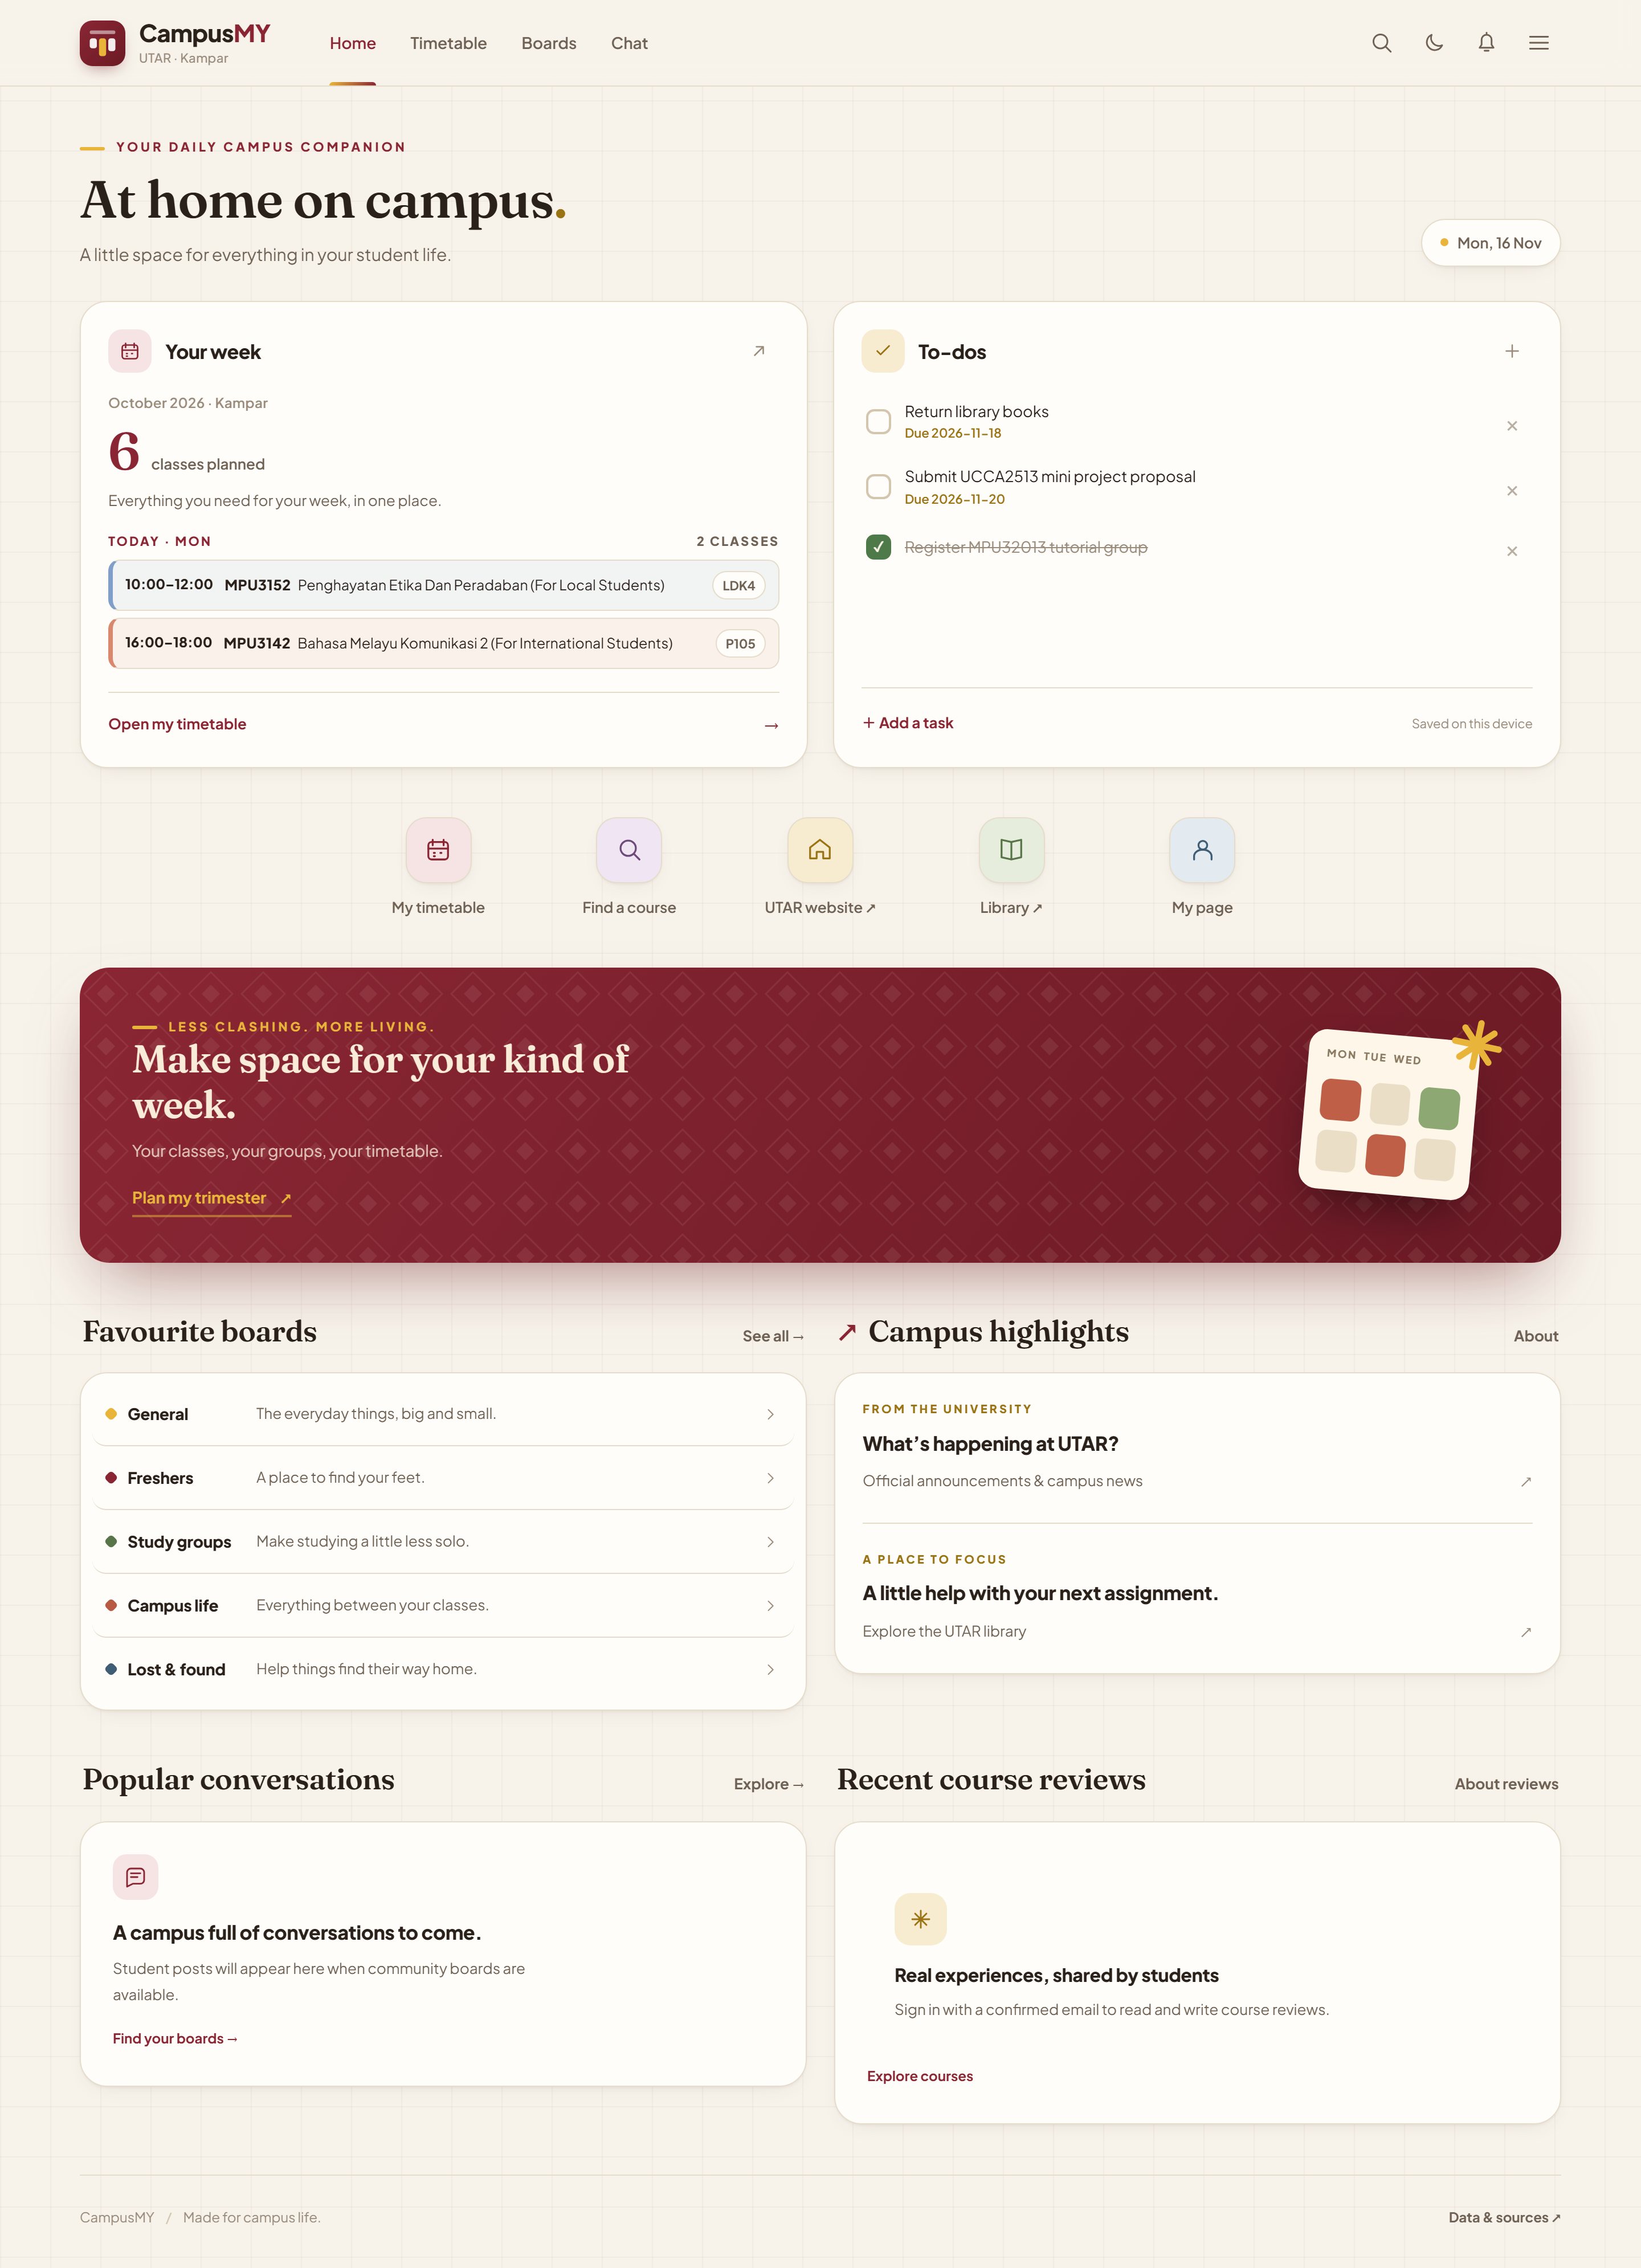 CampusMY
UTAR · Kampar
Home
Timetable
Boards
Chat
YOUR DAILY CAMPUS COMPANION
At home on campus.
A little space for everything in your student life.
Mon, 16 Nov
Your week
October 2026 · Kampar
6 classes planned
Everything you need for your week, in one place.
TODAY · MON
2 CLASSES
10:00–12:00 MPU3152 Penghayatan Etika Dan Peradaban (For Local Students) LDK4
16:00–18:00 MPU3142 Bahasa Melayu Komunikasi 2 (For International Students) P105
Open my timetable →
To-dos
Return library books
Due 2026-11-18
Submit UCCA2513 mini project proposal
Due 2026-11-20
Register MPU32013 tutorial group
+ Add a task
Saved on this device
My timetable
Find a course
UTAR website ↗
Library ↗
My page
LESS CLASHING. MORE LIVING.
Make space for your kind of
week.
Your classes, your groups, your timetable.
Plan my trimester ↗
MON TUE WED
Favourite boards
See all →
General The everyday things, big and small.
Freshers A place to find your feet.
Study groups Make studying a little less solo.
Campus life Everything between your classes.
Lost & found Help things find their way home.
↗ Campus highlights
About
FROM THE UNIVERSITY
What’s happening at UTAR?
Official announcements & campus news ↗
A PLACE TO FOCUS
A little help with your next assignment.
Explore the UTAR library ↗
Popular conversations
Explore →
A campus full of conversations to come.
Student posts will appear here when community boards are
available.
Find your boards →
Recent course reviews
About reviews
Real experiences, shared by students
Sign in with a confirmed email to read and write course reviews.
Explore courses
CampusMY / Made for campus life.
Data & sources ↗